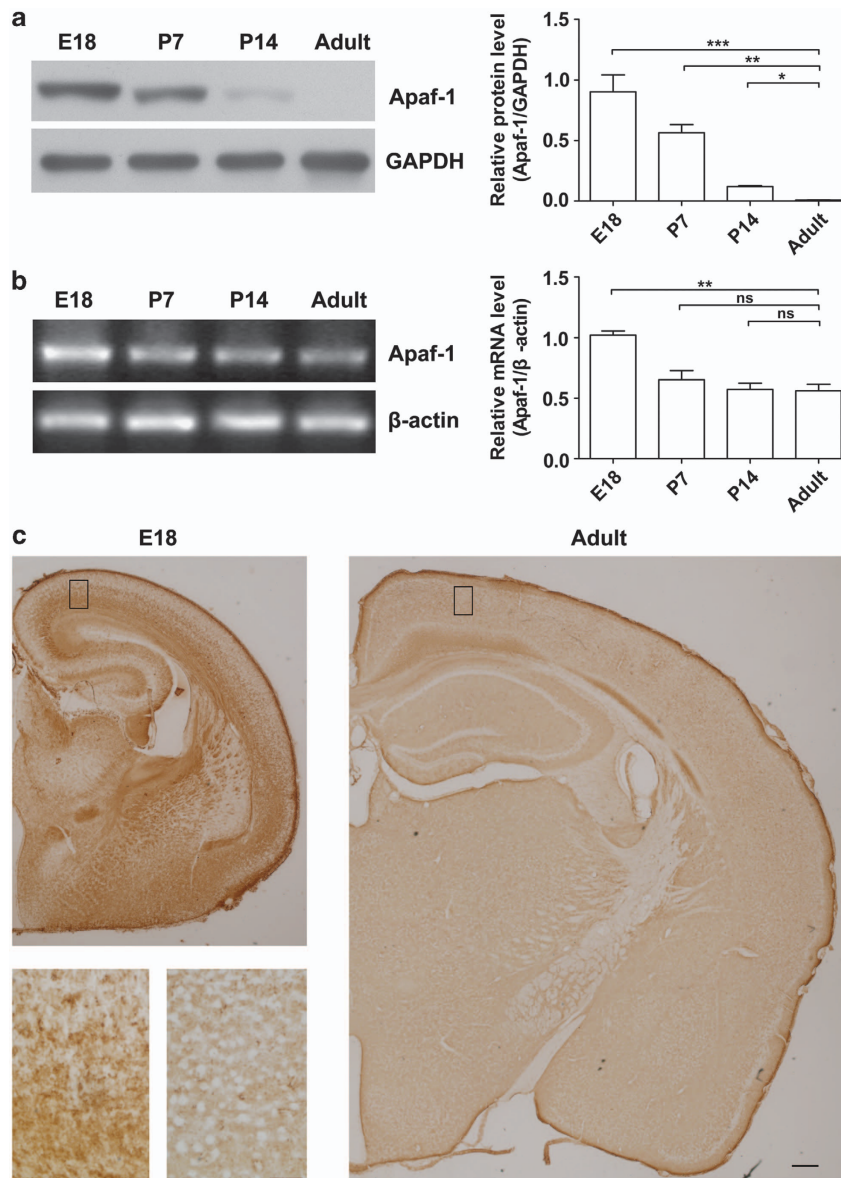 a
E18 P7 P14 Adult
Apaf-1
GAPDH
Relative protein level
(Apaf-1/GAPDH)
1.5
1.0
0.5
0.0
***
**
*
E18 P7 P14 Adult
b
E18 P7 P14 Adult
Apaf-1
β-actin
Relative mRNA level
(Apaf-1/β -actin)
1.5
1.0
0.5
0.0
**
ns
ns
E18 P7 P14 Adult
c
E18 Adult